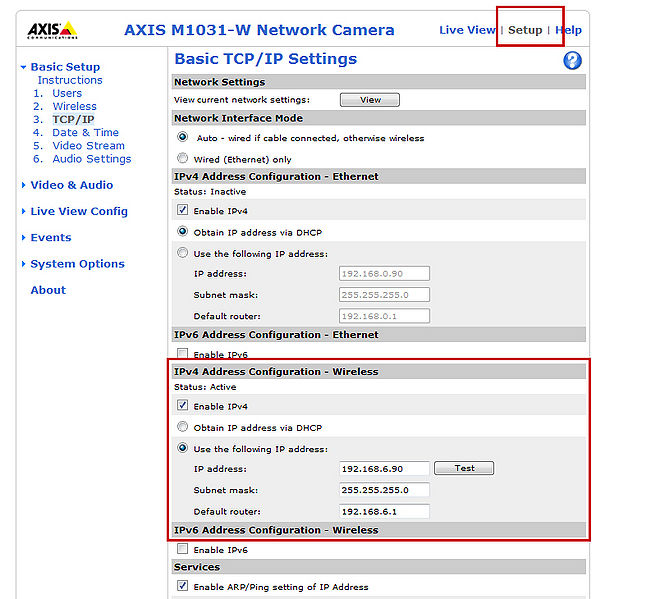 AXIS
COMMUNICATIONS
AXIS M1031-W Network Camera
Live View | Setup | Help
Basic Setup
Instructions
1. Users
2. Wireless
3. TCP/IP
4. Date & Time
5. Video Stream
6. Audio Settings
Video & Audio
Live View Config
Events
System Options
About
Basic TCP/IP Settings
?
Network Settings
View current network settings: View
Network Interface Mode
Auto - wired if cable connected, otherwise wireless
Wired (Ethernet) only
IPv4 Address Configuration - Ethernet
Status: Inactive
Enable IPv4
Obtain IP address via DHCP
Use the following IP address:
IP address: 192.168.0.90
Subnet mask: 255.255.255.0
Default router: 192.168.0.1
IPv6 Address Configuration - Ethernet
Enable IPv6
IPv4 Address Configuration - Wireless
Status: Active
Enable IPv4
Obtain IP address via DHCP
Use the following IP address:
IP address: 192.168.6.90 Test
Subnet mask: 255.255.255.0
Default router: 192.168.6.1
IPv6 Address Configuration - Wireless
Enable IPv6
Services
Enable ARP/Ping setting of IP Address